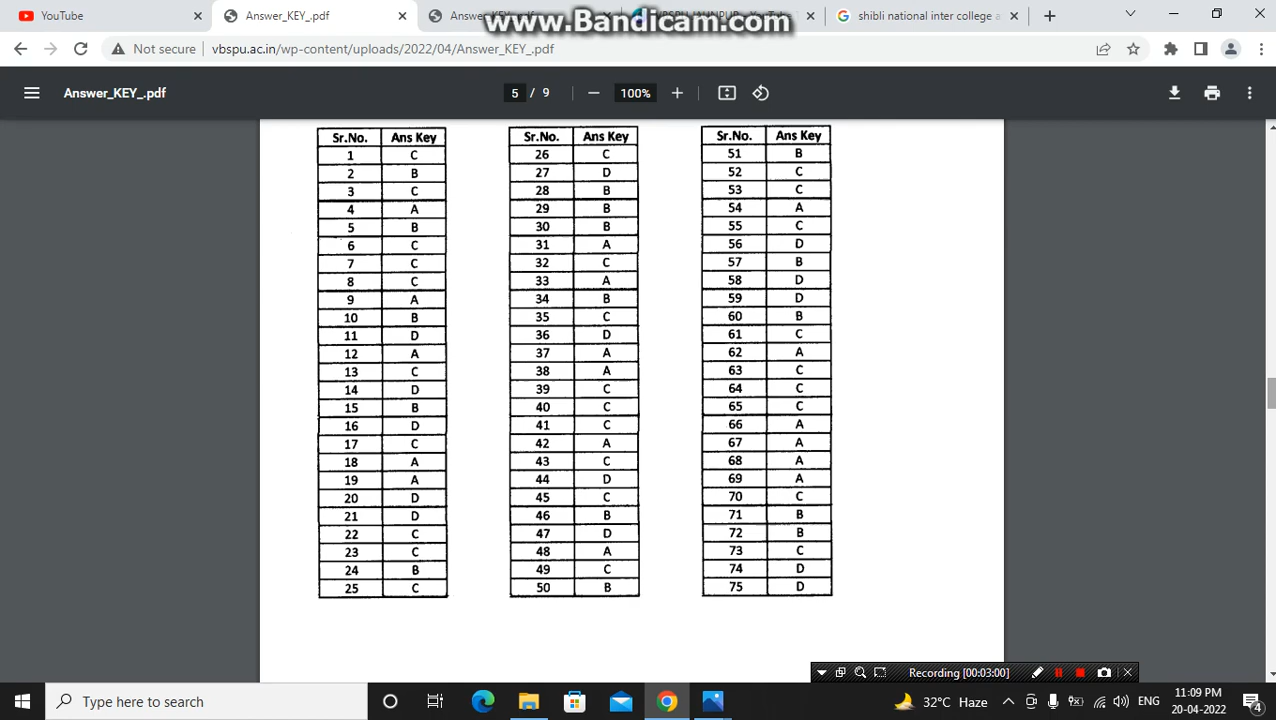 YouTube
Answer_KEY_.pdf
Answer_KEY_.pdf
shibli national inter college a
www.Bandicam.com
Not secure
vbspu.ac.in/wp-content/uploads/2022/04/Answer_KEY_.pdf
Answer_KEY_.pdf
5 / 9
100%
Sr.No. Ans Key Sr.No. Ans Key Sr.No. Ans Key
1 C 26 C 51 B
2 B 27 D 52 C
3 C 28 B 53 C
4 A 29 B 54 A
5 B 30 B 55 C
6 C 31 A 56 D
7 C 32 C 57 B
8 C 33 A 58 D
9 A 34 B 59 D
10 B 35 C 60 B
11 D 36 D 61 C
12 A 37 A 62 A
13 C 38 A 63 C
14 D 39 C 64 C
15 B 40 C 65 C
16 D 41 C 66 A
17 C 42 A 67 A
18 A 43 C 68 A
19 A 44 D 69 A
20 D 45 C 70 C
21 D 46 B 71 B
22 C 47 D 72 B
23 C 48 A 73 C
24 B 49 C 74 D
25 C 50 B 75 D
Recording [00:03:00]
Type here to search
32°C Haze
ENG
11:09 PM
20-04-2022
4